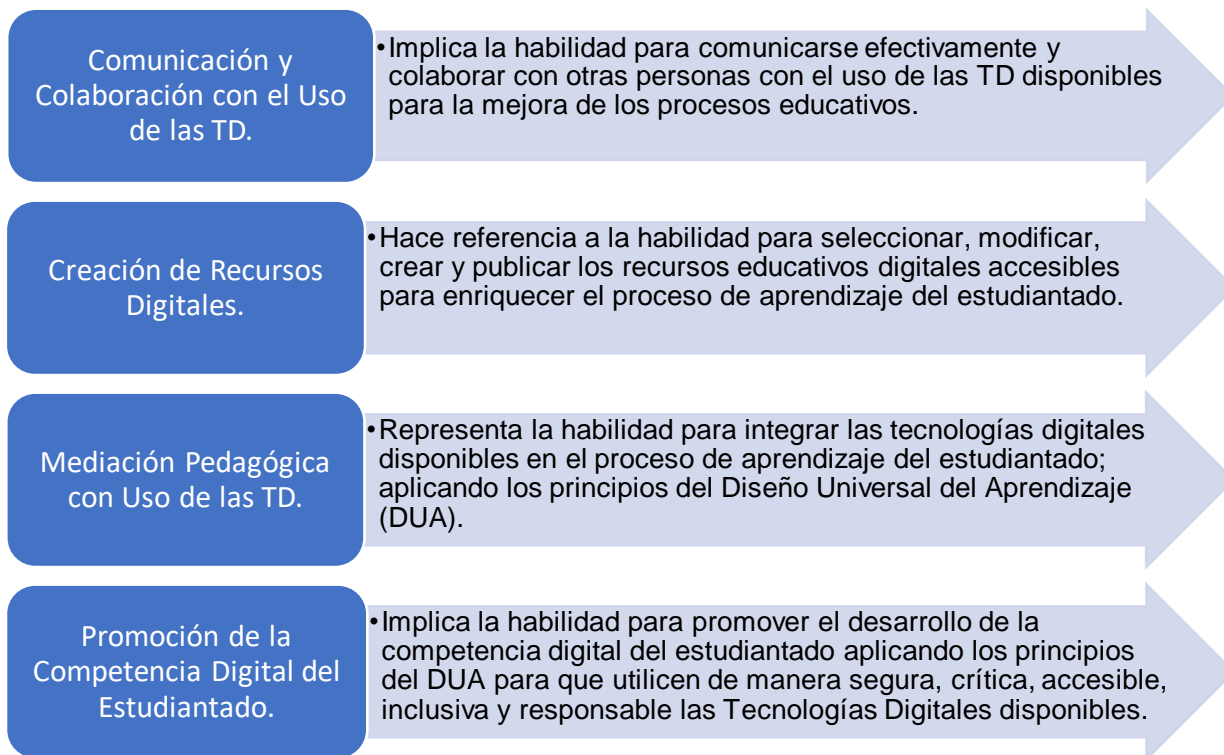 Comunicación y
Colaboración con el Uso
de las TD.
•Implica la habilidad para comunicarse efectivamente y
colaborar con otras personas con el uso de las TD disponibles
para la mejora de los procesos educativos.
Creación de Recursos
Digitales.
•Hace referencia a la habilidad para seleccionar, modificar,
crear y publicar los recursos educativos digitales accesibles
para enriquecer el proceso de aprendizaje del estudiantado.
Mediación Pedagógica
con Uso de las TD.
•Representa la habilidad para integrar las tecnologías digitales
disponibles en el proceso de aprendizaje del estudiantado;
aplicando los principios del Diseño Universal del Aprendizaje
(DUA).
Promoción de la
Competencia Digital del
Estudiantado.
•Implica la habilidad para promover el desarrollo de la
competencia digital del estudiantado aplicando los principios
del DUA para que utilicen de manera segura, crítica, accesible,
inclusiva y responsable las Tecnologías Digitales disponibles.